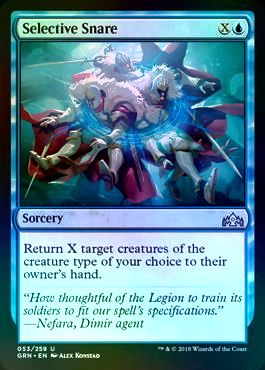 Selective Snare X
Sorcery
Return X target creatures of the
creature type of your choice to their
owner's hand.
"How thoughtful of the Legion to train its
soldiers to fit our spell's specifications."
—Nefara, Dimir agent
053/259 U
GRN • EN ALEX KONSTAD
™ & © 2018 Wizards of the Coast